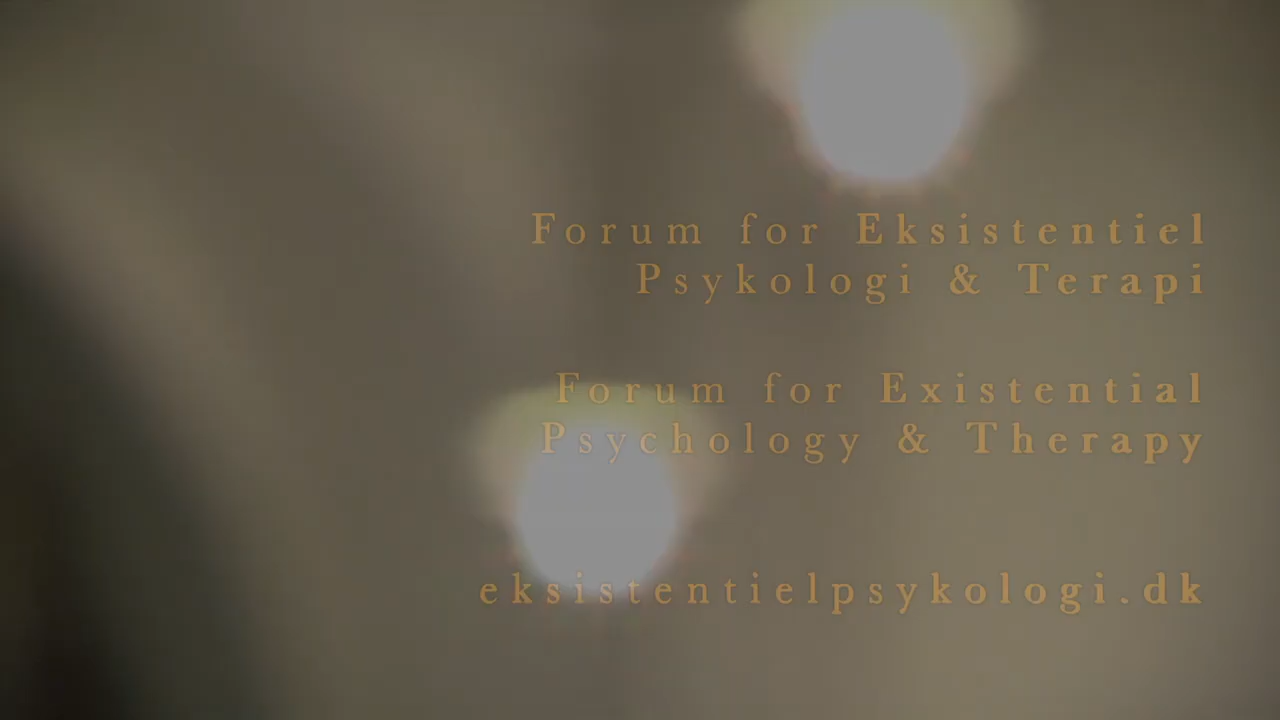 Forum for Eksistentiel
Psykologi & Terapi
Forum for Existential
Psychology & Therapy
eksistentielpsykologi.dk